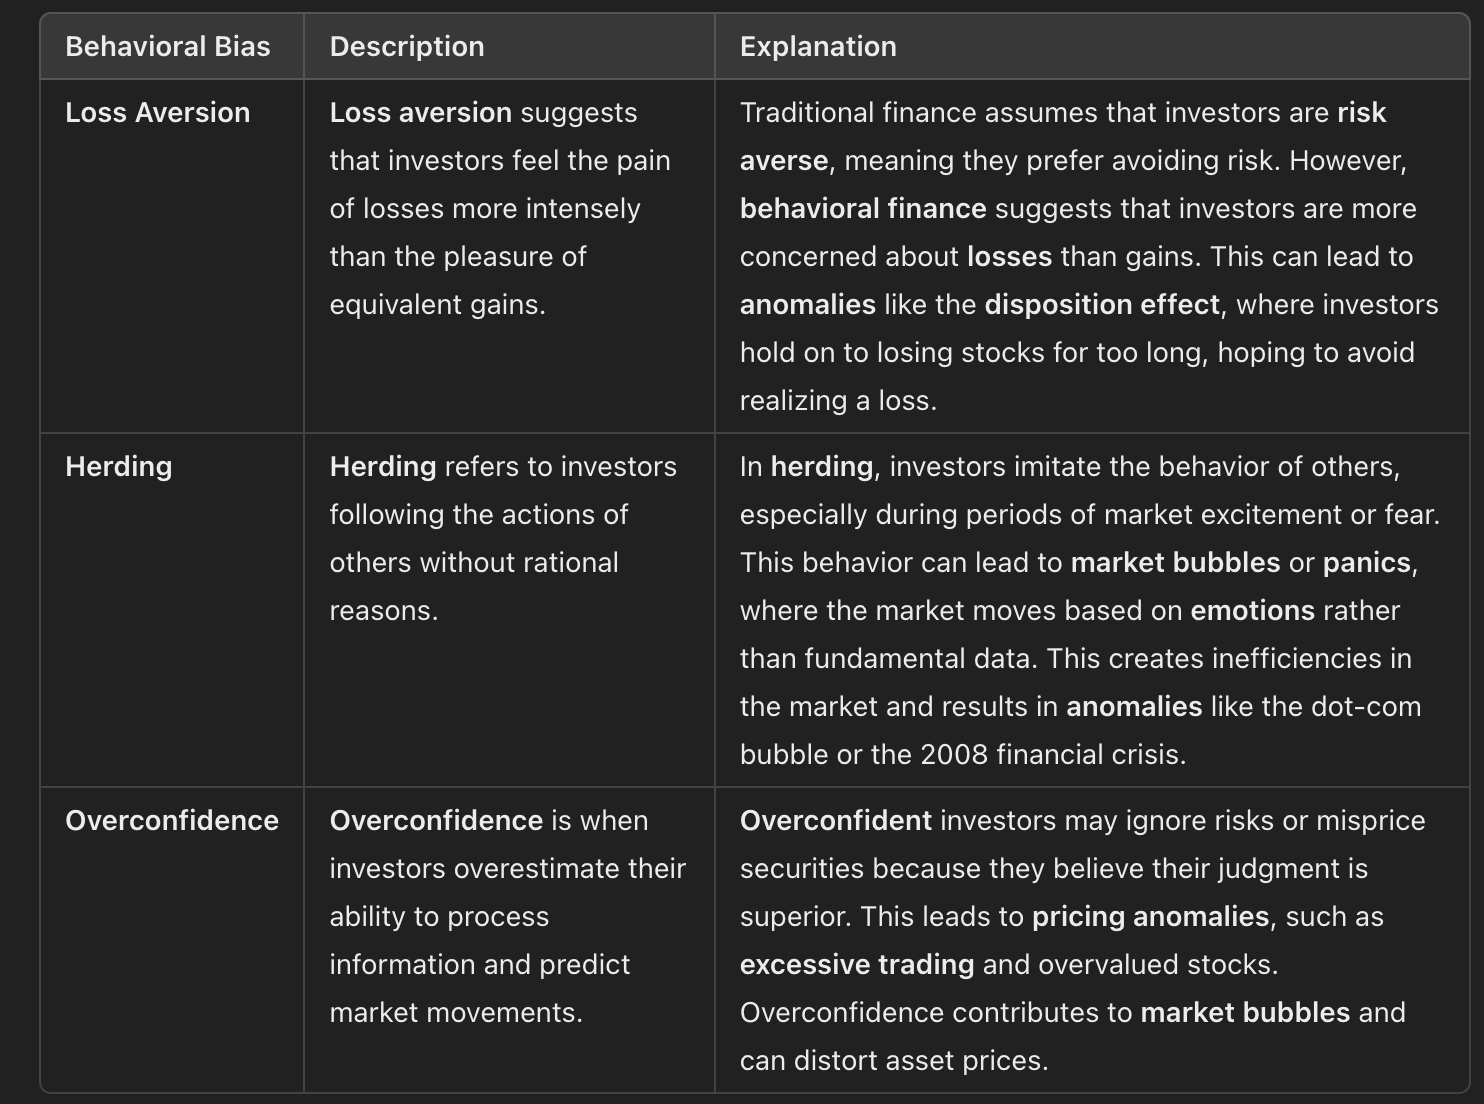 Behavioral Bias
Description
Explanation
Loss Aversion
Loss aversion suggests
that investors feel the pain
of losses more intensely
than the pleasure of
equivalent gains.
Traditional finance assumes that investors are risk
averse, meaning they prefer avoiding risk. However,
behavioral finance suggests that investors are more
concerned about losses than gains. This can lead to
anomalies like the disposition effect, where investors
hold on to losing stocks for too long, hoping to avoid
realizing a loss.
Herding
Herding refers to investors
following the actions of
others without rational
reasons.
In herding, investors imitate the behavior of others,
especially during periods of market excitement or fear.
This behavior can lead to market bubbles or panics,
where the market moves based on emotions rather
than fundamental data. This creates inefficiencies in
the market and results in anomalies like the dot-com
bubble or the 2008 financial crisis.
Overconfidence
Overconfidence is when
investors overestimate their
ability to process
information and predict
market movements.
Overconfident investors may ignore risks or misprice
securities because they believe their judgment is
superior. This leads to pricing anomalies, such as
excessive trading and overvalued stocks.
Overconfidence contributes to market bubbles and
can distort asset prices.